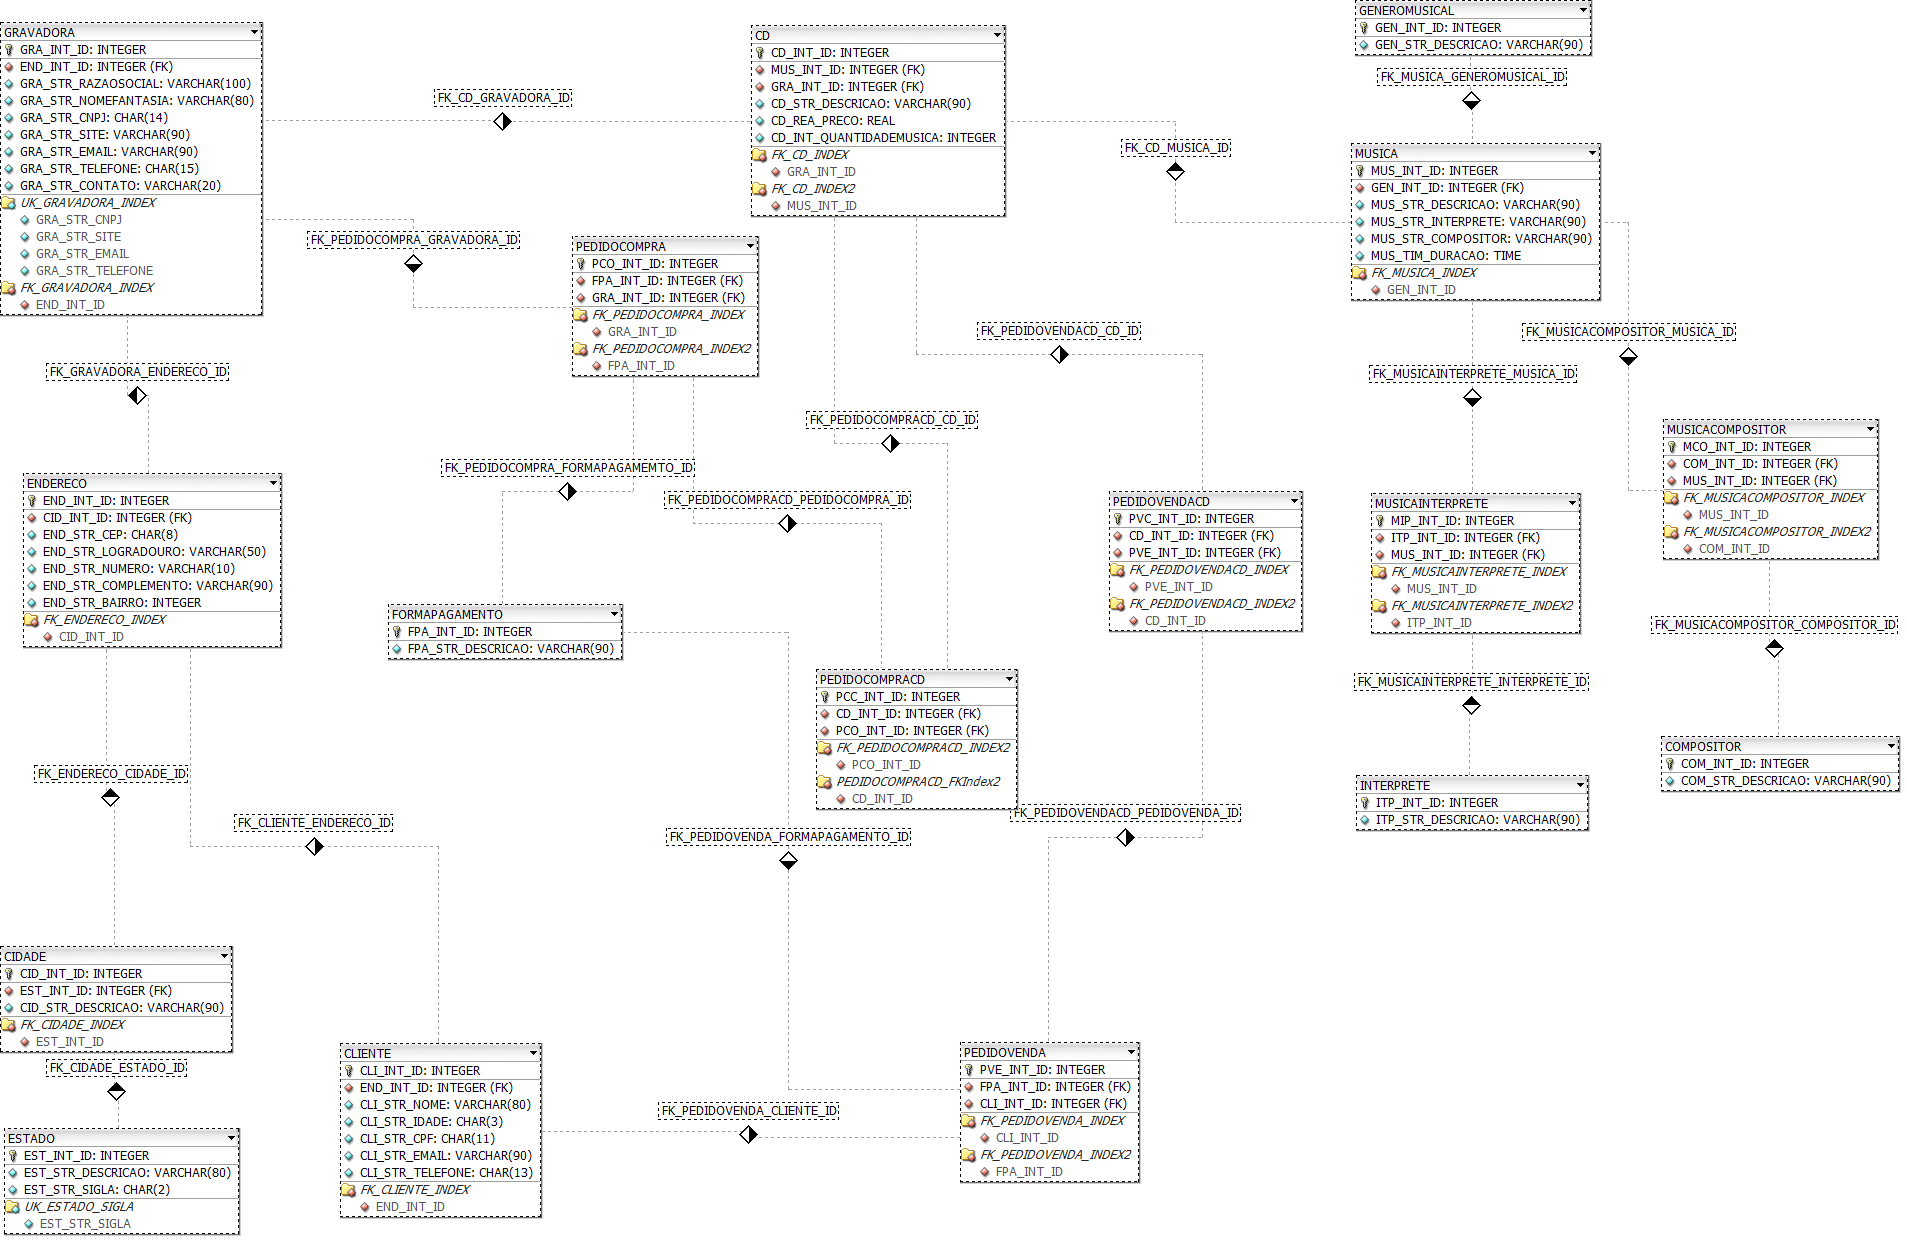 GRAVADORA
GRA_INT_ID: INTEGER
END_INT_ID: INTEGER (FK)
GRA_STR_RAZAOSOCIAL: VARCHAR(100)
GRA_STR_NOMEFANTASIA: VARCHAR(80)
GRA_STR_CNPJ: CHAR(14)
GRA_STR_SITE: VARCHAR(90)
GRA_STR_EMAIL: VARCHAR(90)
GRA_STR_TELEFONE: CHAR(15)
GRA_STR_CONTATO: VARCHAR(20)
UK_GRAVADORA_INDEX
GRA_STR_CNPJ
GRA_STR_SITE
GRA_STR_EMAIL
GRA_STR_TELEFONE
FK_GRAVADORA_INDEX
END_INT_ID
FK_CD_GRAVADORA_ID
CD
CD_INT_ID: INTEGER
MUS_INT_ID: INTEGER (FK)
GRA_INT_ID: INTEGER (FK)
CD_STR_DESCRICAO: VARCHAR(90)
CD_REA_PRECO: REAL
CD_INT_QUANTIDADEMUSICA: INTEGER
FK_CD_INDEX
GRA_INT_ID
FK_CD_INDEX2
MUS_INT_ID
GENEROMUSICAL
GEN_INT_ID: INTEGER
GEN_STR_DESCRICAO: VARCHAR(90)
FK_MUSICA_GENEROMUSICAL_ID
FK_CD_MUSICA_ID
MUSICA
MUS_INT_ID: INTEGER
GEN_INT_ID: INTEGER (FK)
MUS_STR_DESCRICAO: VARCHAR(90)
MUS_STR_INTERPRETE: VARCHAR(90)
MUS_STR_COMPOSITOR: VARCHAR(90)
MUS_TIM_DURACAO: TIME
FK_MUSICA_INDEX
GEN_INT_ID
FK_PEDIDOCOMPRA_GRAVADORA_ID
PEDIDOCOMPRA
PCO_INT_ID: INTEGER
FPA_INT_ID: INTEGER (FK)
GRA_INT_ID: INTEGER (FK)
FK_PEDIDOCOMPRA_INDEX
GRA_INT_ID
FK_PEDIDOCOMPRA_INDEX2
FPA_INT_ID
FK_PEDIDOVENDACD_CD_ID
FK_MUSICACOMPOSITOR_MUSICA_ID
FK_GRAVADORA_ENDERECO_ID
FK_MUSICAINTERPRETE_MUSICA_ID
FK_PEDIDOCOMPRACD_CD_ID
MUSICACOMPOSITOR
MCO_INT_ID: INTEGER
COM_INT_ID: INTEGER (FK)
MUS_INT_ID: INTEGER (FK)
FK_MUSICACOMPOSITOR_INDEX
MUS_INT_ID
FK_MUSICACOMPOSITOR_INDEX2
COM_INT_ID
FK_PEDIDOCOMPRA_FORMAPAGAMEMTO_ID
FK_PEDIDOCOMPRACD_PEDIDOCOMPRA_ID
ENDERECO
END_INT_ID: INTEGER
CID_INT_ID: INTEGER (FK)
END_STR_CEP: CHAR(8)
END_STR_LOGRADOURO: VARCHAR(50)
END_STR_NUMERO: VARCHAR(10)
END_STR_COMPLEMENTO: VARCHAR(90)
END_STR_BAIRRO: INTEGER
FK_ENDERECO_INDEX
CID_INT_ID
PEDIDOVENDACD
PVC_INT_ID: INTEGER
CD_INT_ID: INTEGER (FK)
PVE_INT_ID: INTEGER (FK)
FK_PEDIDOVENDACD_INDEX
PVE_INT_ID
FK_PEDIDOVENDACD_INDEX2
CD_INT_ID
MUSICAINTERPRETE
MIP_INT_ID: INTEGER
ITP_INT_ID: INTEGER (FK)
MUS_INT_ID: INTEGER (FK)
FK_MUSICAINTERPRETE_INDEX
MUS_INT_ID
FK_MUSICAINTERPRETE_INDEX2
ITP_INT_ID
FORMAPAGAMENTO
FPA_INT_ID: INTEGER
FPA_STR_DESCRICAO: VARCHAR(90)
FK_MUSICACOMPOSITOR_COMPOSITOR_ID
PEDIDOCOMPRACD
PCC_INT_ID: INTEGER
CD_INT_ID: INTEGER (FK)
PCO_INT_ID: INTEGER (FK)
FK_PEDIDOCOMPRACD_INDEX2
PCO_INT_ID
PEDIDOCOMPRACD_FKIndex2
CD_INT_ID
FK_MUSICAINTERPRETE_INTERPRETE_ID
COMPOSITOR
COM_INT_ID: INTEGER
COM_STR_DESCRICAO: VARCHAR(90)
INTERPRETE
ITP_INT_ID: INTEGER
ITP_STR_DESCRICAO: VARCHAR(90)
FK_ENDERECO_CIDADE_ID
FK_CLIENTE_ENDERECO_ID
FK_PEDIDOVENDA_FORMAPAGAMENTO_ID
FK_PEDIDOVENDACD_PEDIDOVENDA_ID
CIDADE
CID_INT_ID: INTEGER
EST_INT_ID: INTEGER (FK)
CID_STR_DESCRICAO: VARCHAR(90)
FK_CIDADE_INDEX
EST_INT_ID
FK_CIDADE_ESTADO_ID
CLIENTE
CLI_INT_ID: INTEGER
END_INT_ID: INTEGER (FK)
CLI_STR_NOME: VARCHAR(80)
CLI_STR_IDADE: CHAR(3)
CLI_STR_CPF: CHAR(11)
CLI_STR_EMAIL: VARCHAR(90)
CLI_STR_TELEFONE: CHAR(13)
FK_CLIENTE_INDEX
END_INT_ID
FK_PEDIDOVENDA_CLIENTE_ID
PEDIDOVENDA
PVE_INT_ID: INTEGER
FPA_INT_ID: INTEGER (FK)
CLI_INT_ID: INTEGER (FK)
FK_PEDIDOVENDA_INDEX
CLI_INT_ID
FK_PEDIDOVENDA_INDEX2
FPA_INT_ID
ESTADO
EST_INT_ID: INTEGER
EST_STR_DESCRICAO: VARCHAR(80)
EST_STR_SIGLA: CHAR(2)
UK_ESTADO_SIGLA
EST_STR_SIGLA